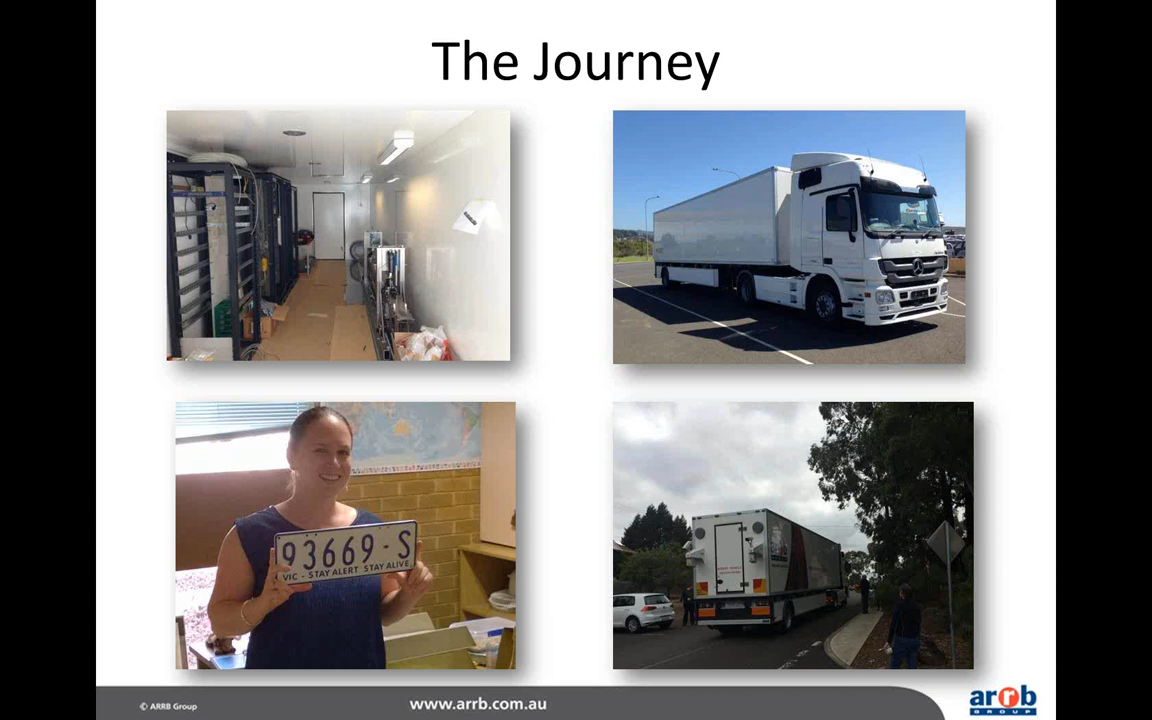 The Journey
93669-S
VIC - STAY ALERT STAY ALIVE
© ARRB Group
www.arrb.com.au
arrb
GROUP